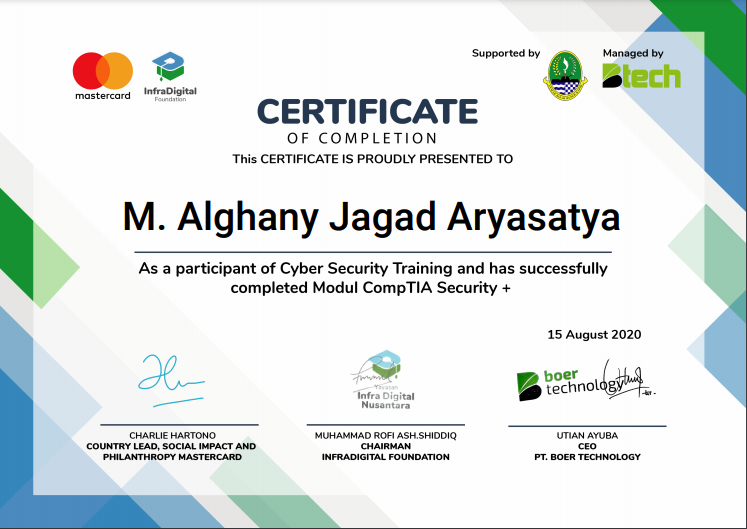 mastercard
InfraDigital
Foundation
Supported by
Managed by
Btech
CERTIFICATE
OF COMPLETION
This CERTIFICATE IS PROUDLY PRESENTED TO
M. Alghany Jagad Aryasatya
As a participant of Cyber Security Training and has successfully
completed Modul CompTIA Security +
15 August 2020
Yayasan
Infra Digital
Nusantara
boer
technology
CHARLIE HARTONO
COUNTRY LEAD, SOCIAL IMPACT AND
PHILANTHROPY MASTERCARD
MUHAMMAD ROFI ASH.SHIDDIQ
CHAIRMAN
INFRADIGITAL FOUNDATION
UTIAN AYUBA
CEO
PT. BOER TECHNOLOGY